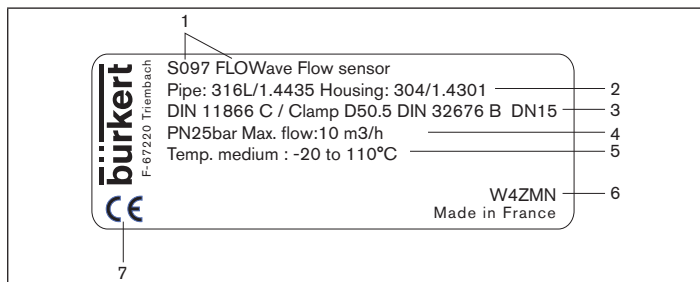 1
S097 FLOWave Flow sensor
Pipe: 316L/1.4435 Housing: 304/1.4301 2
DIN 11866 C / Clamp D50.5 DIN 32676 B DN15 3
PN25bar Max. flow:10 m3/h 4
Temp. medium : -20 to 110°C 5
bürkert
F-67220 Triembach
W4ZMN 6
Made in France
CE
7